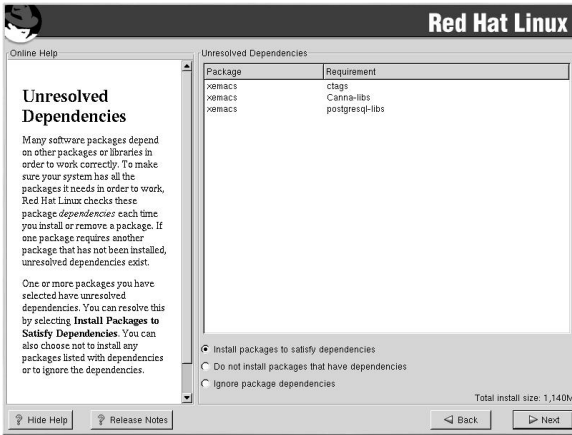 Red Hat Linux
Online Help
Unresolved
Dependencies
Many software packages depend
on other packages or libraries in
order to work correctly. To make
sure your system has all the
packages it needs in order to work,
Red Hat Linux checks these
package dependencies each time
you install or remove a package. If
one package requires another
package that has not been installed,
unresolved dependencies exist.
One or more packages you have
selected have unresolved
dependencies. You can resolve this
by selecting Install Packages to
Satisfy Dependencies. You can
also choose not to install any
packages listed with dependencies
or to ignore the dependencies.
Unresolved Dependencies
Package Requirement
xemacs ctags
xemacs Canna-libs
xemacs postgresql-libs
Install packages to satisfy dependencies
Do not install packages that have dependencies
Ignore package dependencies
Total install size: 1,140M
Hide Help Release Notes Back Next